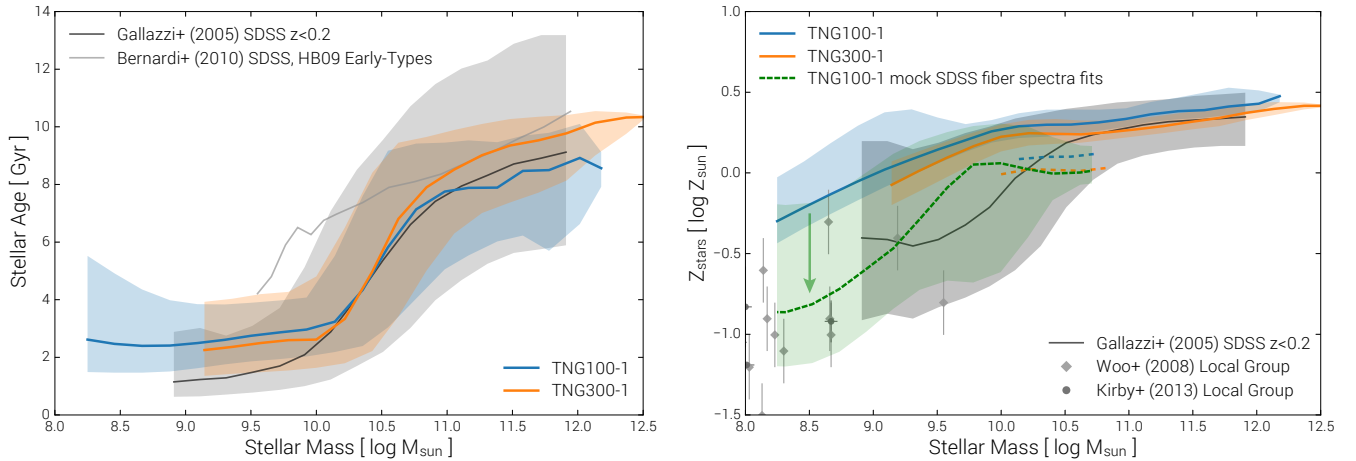 14
12
10
8
6
4
2
0
Stellar Age [ Gyr ]
Gallazzi+ (2005) SDSS z<0.2
Bernardi+ (2010) SDSS, HB09 Early-Types
TNG100-1
TNG300-1
8.0 8.5 9.0 9.5 10.0 10.5 11.0 11.5 12.0 12.5
Stellar Mass [ log Msun ]
1.0
0.5
0.0
−0.5
−1.0
−1.5
Zstars [ log Zsun ]
TNG100-1
TNG300-1
TNG100-1 mock SDSS fiber spectra fits
Gallazzi+ (2005) SDSS z<0.2
Woo+ (2008) Local Group
Kirby+ (2013) Local Group
8.0 8.5 9.0 9.5 10.0 10.5 11.0 11.5 12.0 12.5
Stellar Mass [ log Msun ]